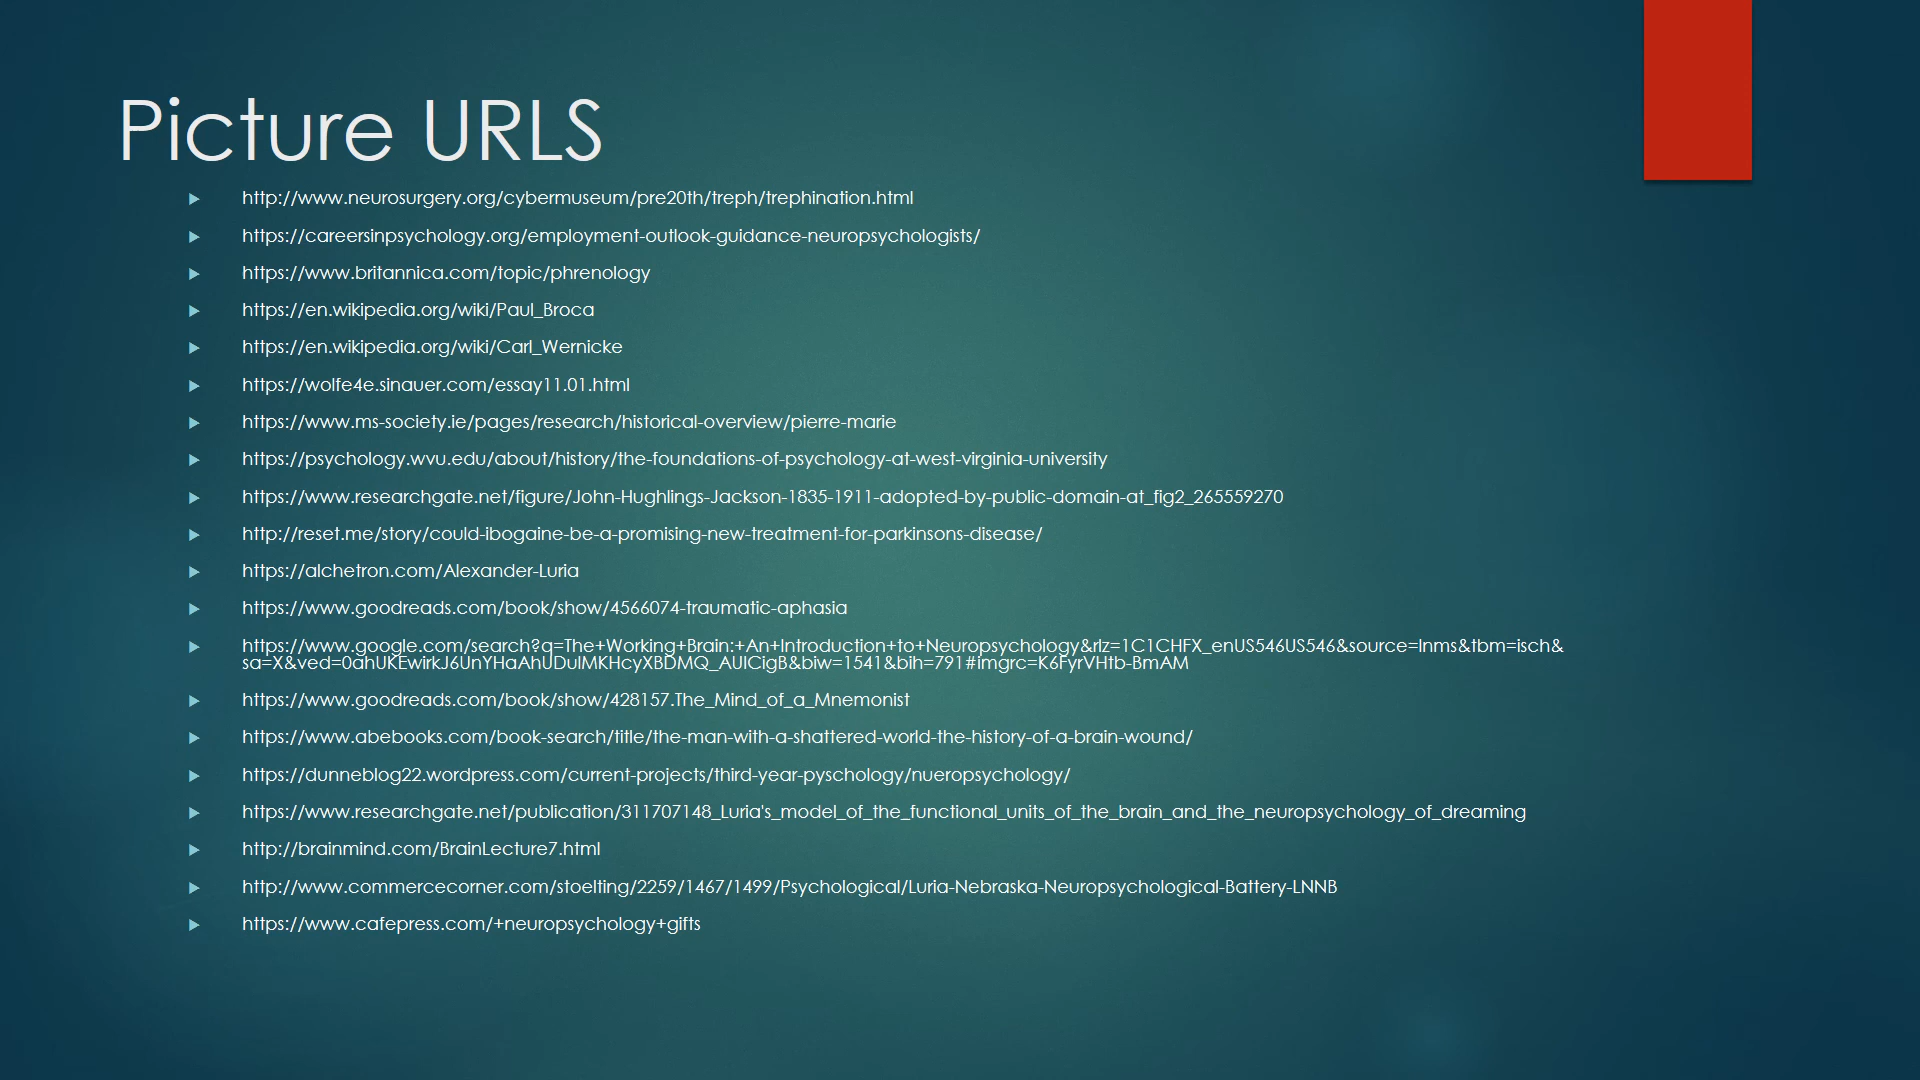 Picture URLS
http://www.neurosurgery.org/cybermuseum/pre20th/treph/trephination.html
https://careersinpsychology.org/employment-outlook-guidance-neuropsychologists/
https://www.britannica.com/topic/phrenology
https://en.wikipedia.org/wiki/Paul_Broca
https://en.wikipedia.org/wiki/Carl_Wernicke
https://wolfe4e.sinauer.com/essay11.01.html
https://www.ms-society.ie/pages/research/historical-overview/pierre-marie
https://psychology.wvu.edu/about/history/the-foundations-of-psychology-at-west-virginia-university
https://www.researchgate.net/figure/John-Hughlings-Jackson-1835-1911-adopted-by-public-domain-at_fig2_265559270
http://reset.me/story/could-ibogaine-be-a-promising-new-treatment-for-parkinsons-disease/
https://alchetron.com/Alexander-Luria
https://www.goodreads.com/book/show/4566074-traumatic-aphasia
https://www.google.com/search?q=The+Working+Brain:+An+Introduction+to+Neuropsychology&rlz=1C1CHFX_enUS546US546&source=lnms&tbm=isch&
sa=X&ved=0ahUKEwirkJ6UnYHaAhUDuIMKHcyXBDMQ_AUICigB&biw=1541&bih=791#imgrc=K6FyrVHtb-BmAM
https://www.goodreads.com/book/show/428157.The_Mind_of_a_Mnemonist
https://www.abebooks.com/book-search/title/the-man-with-a-shattered-world-the-history-of-a-brain-wound/
https://dunneblog22.wordpress.com/current-projects/third-year-pyschology/nueropsychology/
https://www.researchgate.net/publication/311707148_Luria's_model_of_the_functional_units_of_the_brain_and_the_neuropsychology_of_dreaming
http://brainmind.com/BrainLecture7.html
http://www.commercecorner.com/stoelting/2259/1467/1499/Psychological/Luria-Nebraska-Neuropsychological-Battery-LNNB
https://www.cafepress.com/+neuropsychology+gifts